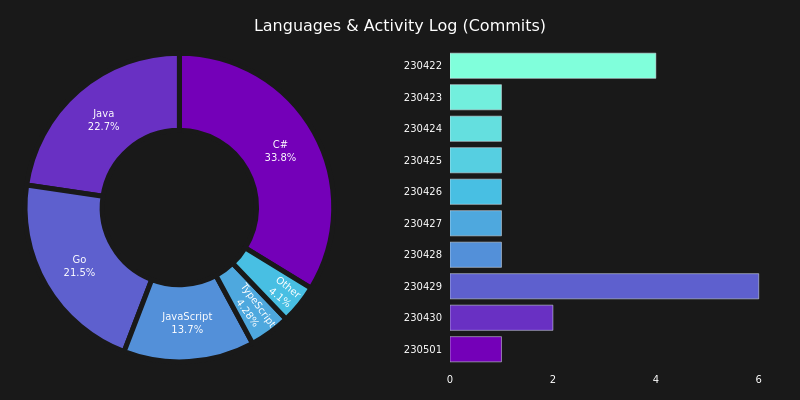 Languages & Activity Log (Commits)
Java
22.7%
C#
33.8%
Go
21.5%
JavaScript
13.7%
TypeScript
4.28%
Other
4.1%
230422
230423
230424
230425
230426
230427
230428
230429
230430
230501
0 2 4 6